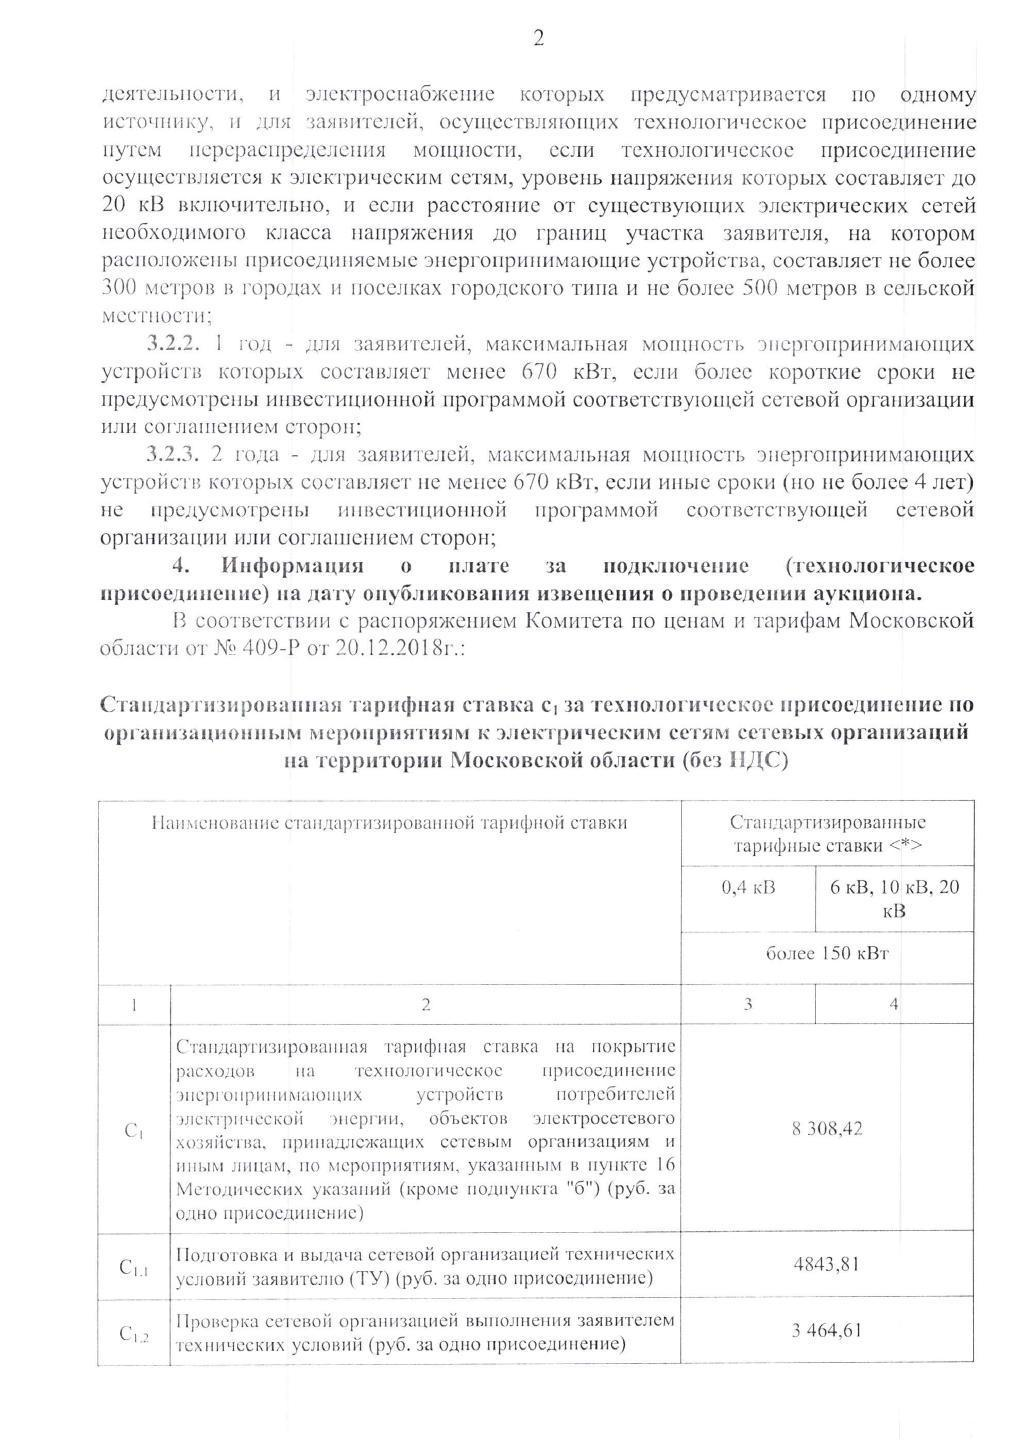 2
деятельности, и электроснабжение которых предусматривается по одному
источнику, и для заявителей, осуществляющих технологическое присоединение
путем перераспределения мощности, если технологическое присоединение
осуществляется к электрическим сетям, уровень напряжения которых составляет до
20 кВ включительно, и если расстояние от существующих электрических сетей
необходимого класса напряжения до границ участка заявителя, на котором
расположены присоединяемые энергопринимающие устройства, составляет не более
300 метров в городах и поселках городского типа и не более 500 метров в сельской
местности;
3.2.2. 1 год - для заявителей, максимальная мощность энергопринимающих
устройств которых составляет менее 670 кВт, если более короткие сроки не
предусмотрены инвестиционной программой соответствующей сетевой организации
или соглашением сторон;
3.2.3. 2 года - для заявителей, максимальная мощность энергопринимающих
устройств которых составляет не менее 670 кВт, если иные сроки (но не более 4 лет)
не предусмотрены инвестиционной программой соответствующей сетевой
организации или соглашением сторон;
4. Информация о плате за подключение (технологическое
присоединение) на дату опубликования извещения о проведении аукциона.
В соответствии с распоряжением Комитета по ценам и тарифам Московской
области от № 409-Р от 20.12.2018г.:
Стандартизированная тарифная ставка с₁ за технологическое присоединение по
организационным мероприятиям к электрическим сетям сетевых организаций
на территории Московской области (без НДС)
Наименование стандартизированной тарифной ставки
Стандартизированные
тарифные ставки <*>
0,4 кВ
6 кВ, 10 кВ, 20
кВ
более 150 кВт
1 2 3 4
С₁
Стандартизированная тарифная ставка на покрытие
расходов на технологическое присоединение
энергопринимающих устройств потребителей
электрической энергии, объектов электросетевого
хозяйства, принадлежащих сетевым организациям и
иным лицам, по мероприятиям, указанным в пункте 16
Методических указаний (кроме подпункта "б") (руб. за
одно присоединение)
8 308,42
С₁.₁
Подготовка и выдача сетевой организацией технических
условий заявителю (ТУ) (руб. за одно присоединение)
4843,81
С₁.₂
Проверка сетевой организацией выполнения заявителем
технических условий (руб. за одно присоединение)
3 464,61